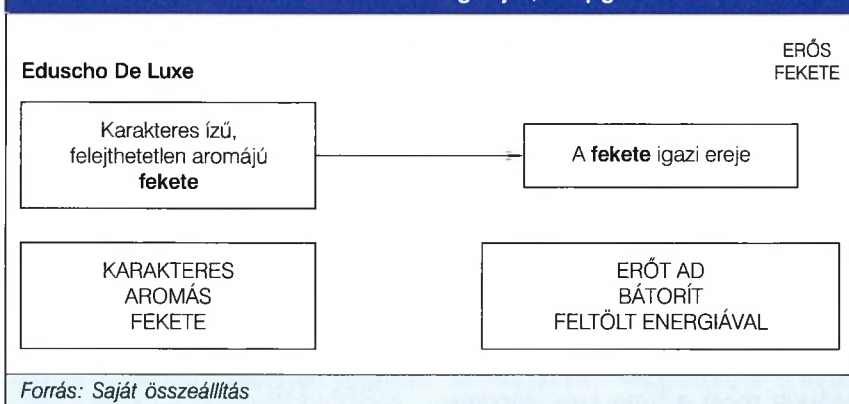 ERŐS
FEKETE
Eduscho De Luxe
Karakteres ízű,
felejthetetlen aromájú
fekete
A fekete igazi ereje
KARAKTERES
AROMÁS
FEKETE
ERŐT AD
BÁTORÍT
FELTÖLT ENERGIÁVAL
Forrás: Saját összeállítás